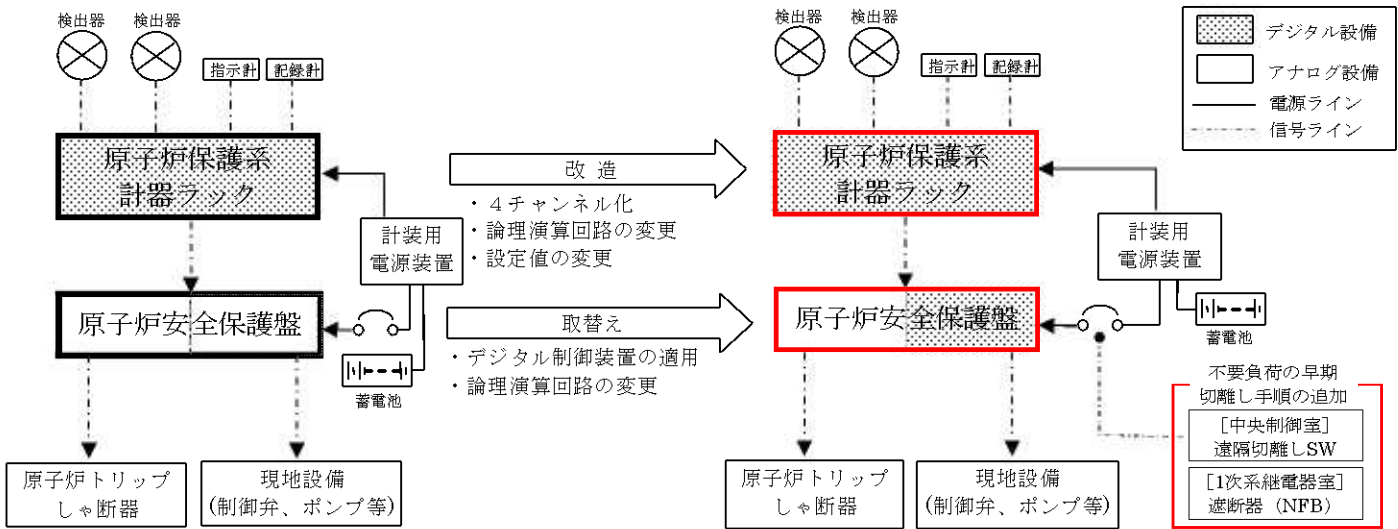 検出器
検出器
指示計
記録計
原子炉保護系
計器ラック
計装用
電源装置
原子炉安全保護盤
蓄電池
原子炉トリップ
しゃ断器
現地設備
(制御弁、ポンプ等)
改 造
・４チャンネル化
・論理演算回路の変更
・設定値の変更
取替え
・デジタル制御装置の適用
・論理演算回路の変更
検出器
検出器
指示計
記録計
原子炉保護系
計器ラック
計装用
電源装置
原子炉安全保護盤
蓄電池
原子炉トリップ
しゃ断器
現地設備
(制御弁、ポンプ等)
不要負荷の早期
切離し手順の追加
[中央制御室]
遠隔切離しSW
[1次系継電器室]
遮断器（NFB）
デジタル設備
アナログ設備
電源ライン
信号ライン